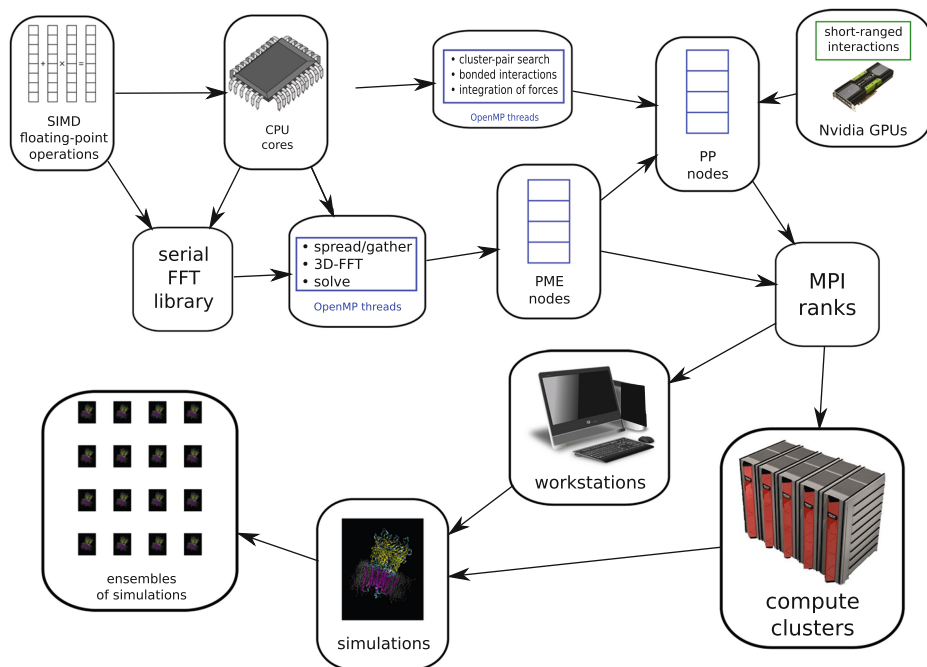 + × =
SIMD
floating-point
operations
CPU
cores
• cluster-pair search
• bonded interactions
• integration of forces
OpenMP threads
PP
nodes
short-ranged
interactions
Nvidia GPUs
serial
FFT
library
• spread/gather
• 3D-FFT
• solve
OpenMP threads
PME
nodes
MPI
ranks
workstations
compute
clusters
simulations
ensembles
of simulations